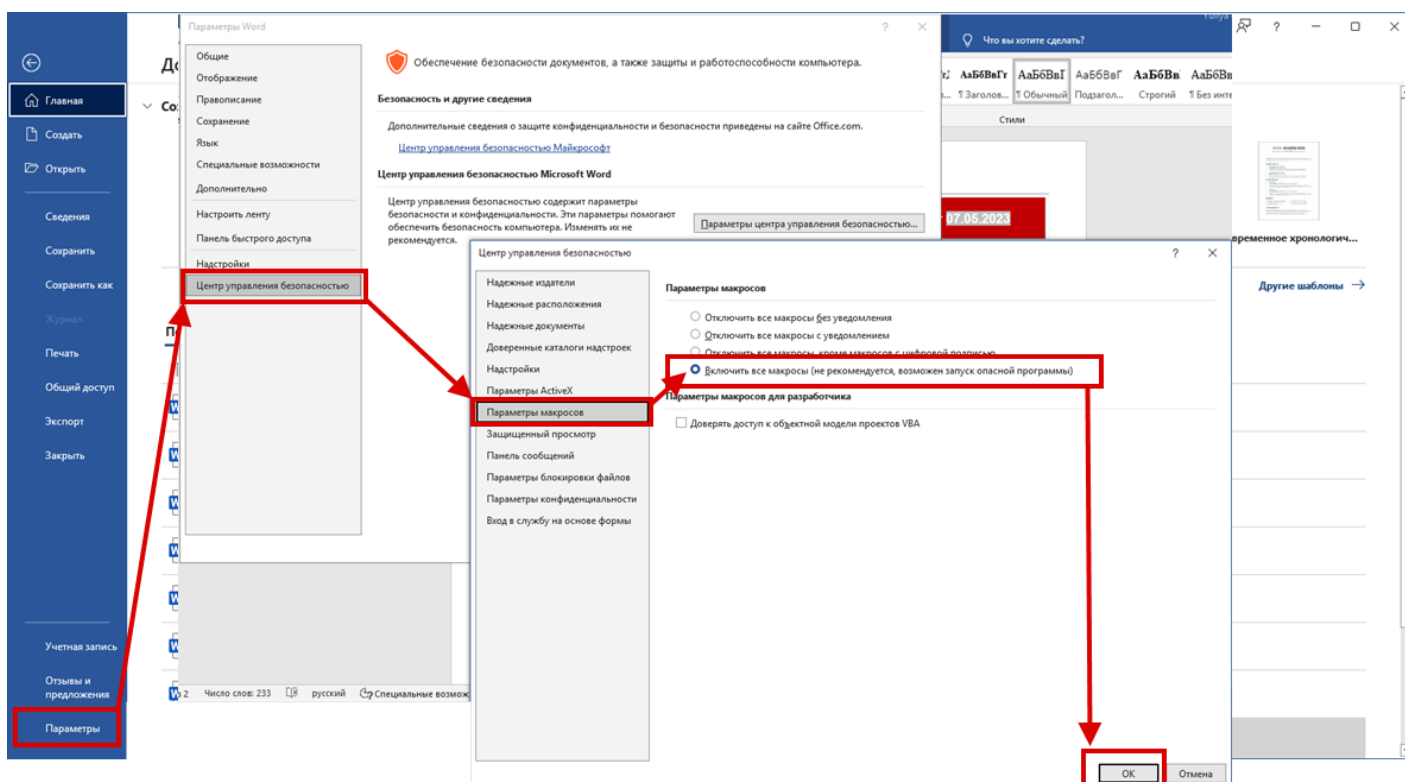 Главная
Создать
Открыть
Сведения
Сохранить
Сохранить как
Журнал
Печать
Общий доступ
Экспорт
Закрыть
Учетная запись
Отзывы и
предложения
Параметры
Параметры Word
Общие
Отображение
Правописание
Сохранение
Язык
Специальные возможности
Дополнительно
Настроить ленту
Панель быстрого доступа
Надстройки
Центр управления безопасностью
Обеспечение безопасности документов, а также защиты и работоспособности компьютера.
Безопасность и другие сведения
Дополнительные сведения о защите конфиденциальности и безопасности приведены на сайте Office.com.
Центр управления безопасностью Майкрософт
Центр управления безопасностью Microsoft Word
Центр управления безопасностью содержит параметры
безопасности и конфиденциальности. Эти параметры помогают
обеспечить безопасность компьютера. Изменять их не
рекомендуется.
Параметры центра управления безопасностью...
Что вы хотите сделать?
АаБбВвГг АаБбВвГ АаБбВвГ АаБбВв АаБбВв
1 Заголов... ¶ Обычный Подзагол... Строгий ¶ Без инте
Стили
07.05.2023
временное хронологич...
Другие шаблоны
Центр управления безопасностью
Надежные издатели
Надежные расположения
Надежные документы
Доверенные каталоги надстроек
Надстройки
Параметры ActiveX
Параметры макросов
Защищенный просмотр
Панель сообщений
Параметры блокировки файлов
Параметры конфиденциальности
Вход в службу на основе формы
Параметры макросов
Отключить все макросы без уведомления
Отключить все макросы с уведомлением
Отключить все макросы, кроме макросов с цифровой подписью
Включить все макросы (не рекомендуется, возможен запуск опасной программы)
Параметры макросов для разработчика
Доверять доступ к объектной модели проектов VBA
ОК
Отмена
2 Число слов: 233 русский Специальные возмож